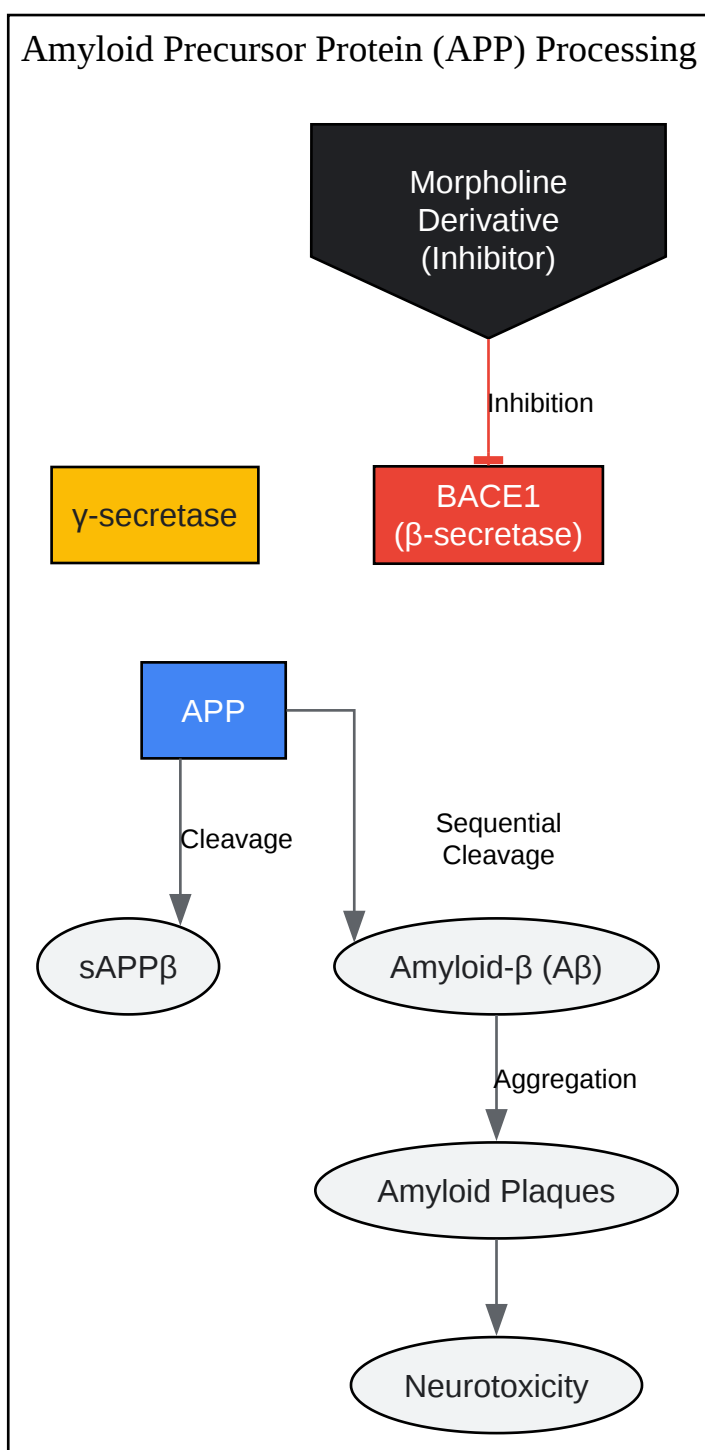 Amyloid Precursor Protein (APP) Processing
Morpholine
Derivative
(Inhibitor)
Inhibition
γ-secretase
BACE1
(β-secretase)
APP
Cleavage
Sequential
Cleavage
sAPPβ
Amyloid-β (Aβ)
Aggregation
Amyloid Plaques
Neurotoxicity